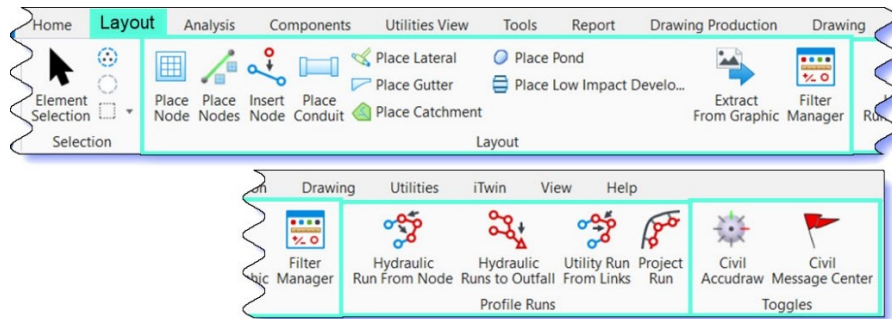 Home Layout Analysis Components Utilities View Tools Report Drawing Production Drawing
Element
Selection
Place
Node
Place
Nodes
Insert
Node
Place
Conduit
Place Lateral
Place Gutter
Place Catchment
Place Pond
Place Low Impact Develo...
Extract
From Graphic
Filter
Manager
Run
Selection
Layout
on Drawing Utilities iTwin View Help
hic
Filter
Manager
Hydraulic
Run From Node
Hydraulic
Runs to Outfall
Utility Run
From Links
Project
Run
Civil
Accudraw
Civil
Message Center
Profile Runs
Toggles